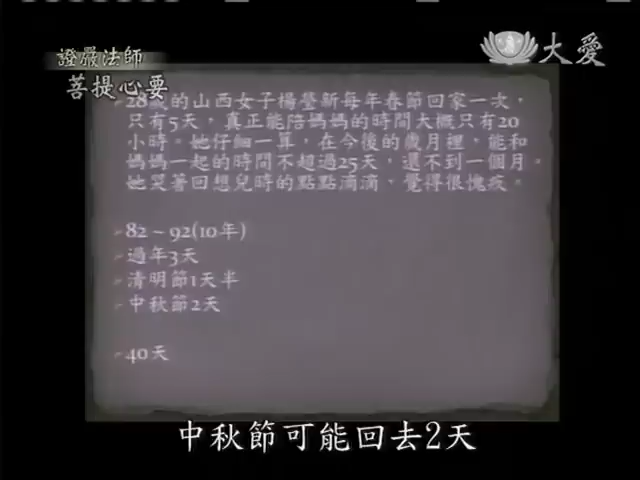 證嚴法師
菩提心要
大愛
28歲的山西女子楊瑩新每年春節回家一次，
只有5天，真正能陪媽媽的時間大概只有20
小時。她仔細一算，在今後的歲月裡，能和
媽媽一起的時間不超過25天，還不到一個月。
她哭著回想兒時的點點滴滴，覺得很愧疚。
82～92(10年)
過年3天
清明節1天半
中秋節2天
40天
中秋節可能回去2天